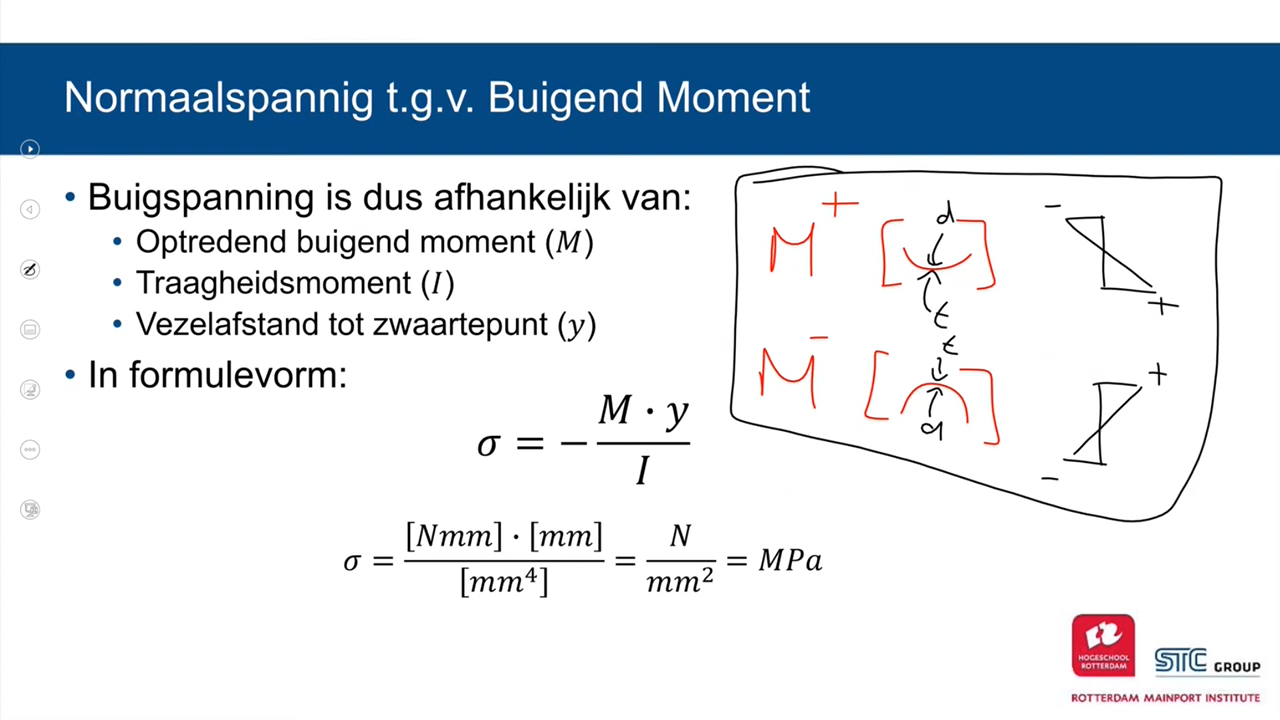 Normaalspannig t.g.v. Buigend Moment
• Buigspanning is dus afhankelijk van:
• Optredend buigend moment (M)
• Traagheidsmoment (I)
• Vezelafstand tot zwaartepunt (y)
• In formulevorm:
σ = − M · y / I
σ = [Nmm] · [mm] / [mm⁴] = N / mm² = MPa
M + [ d t ] − +
M − [ t d ] + −
HOGESCHOOL
ROTTERDAM
STC GROUP
ROTTERDAM MAINPORT INSTITUTE